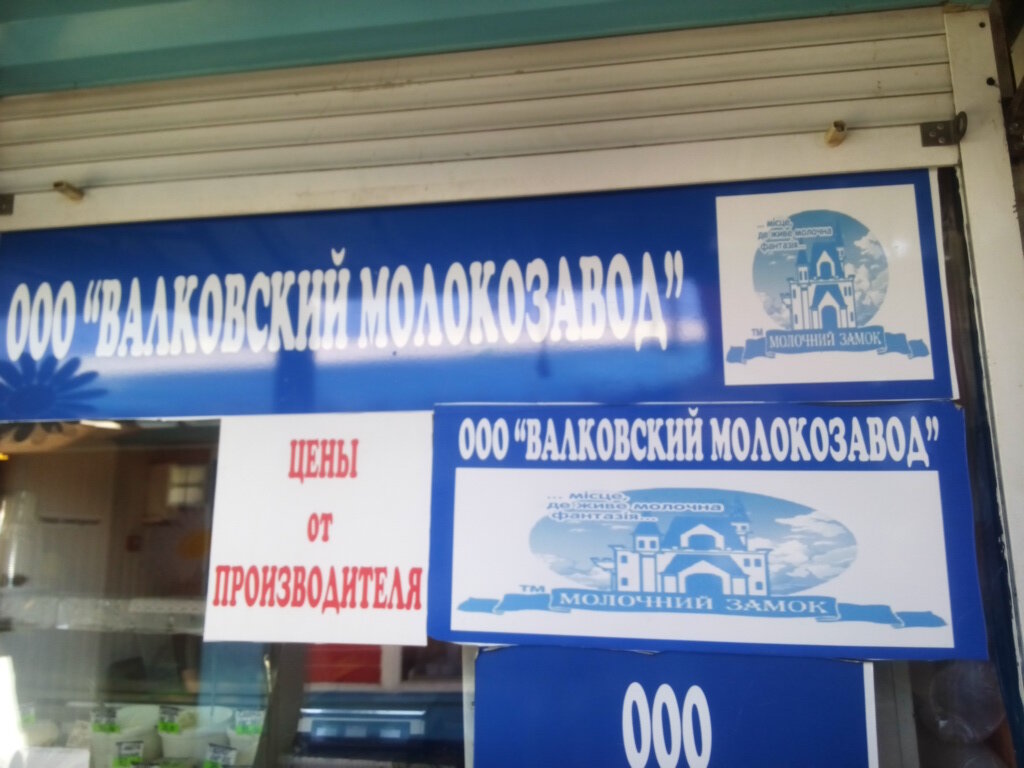 ООО "ВАЛКОВСКИЙ МОЛОКОЗАВОД"
... місце,
де живе молочна
фантазія...
ТМ
МОЛОЧНИЙ ЗАМОК
ЦЕНЫ
от
ПРОИЗВОДИТЕЛЯ
ООО "ВАЛКОВСКИЙ МОЛОКОЗАВОД"
... місце,
де живе молочна
фантазія...
ТМ
МОЛОЧНИЙ ЗАМОК
ООО